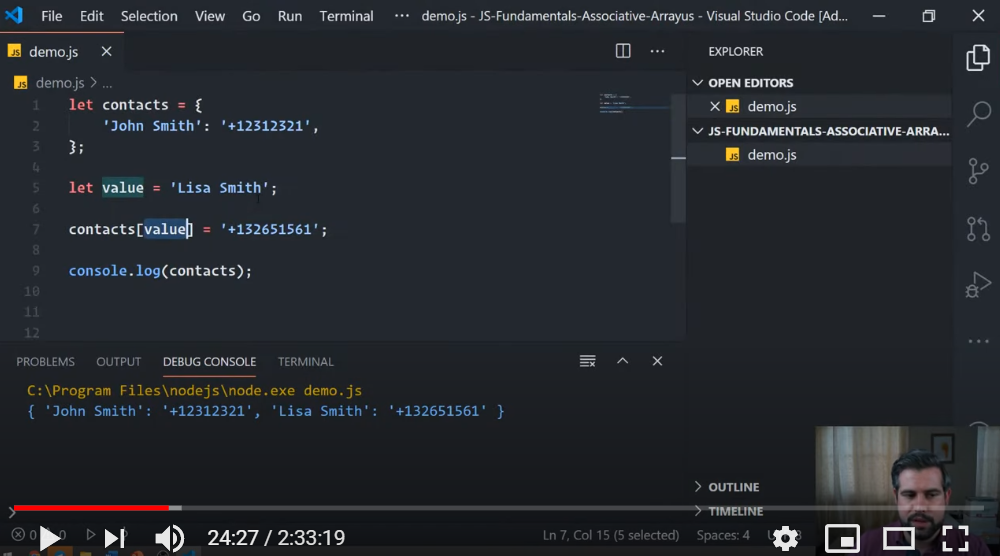 File Edit Selection View Go Run Terminal ··· demo.js - JS-Fundamentals-Associative-Arrayus - Visual Studio Code [Ad...
JS demo.js
JS demo.js > ...
1 let contacts = {
2 'John Smith': '+12312321',
3 };
4
5 let value = 'Lisa Smith';
6
7 contacts[value] = '+132651561';
8
9 console.log(contacts);
10
11
12
EXPLORER
OPEN EDITORS
JS demo.js
JS-FUNDAMENTALS-ASSOCIATIVE-ARRA...
JS demo.js
PROBLEMS OUTPUT DEBUG CONSOLE TERMINAL
C:\Program Files\nodejs\node.exe demo.js
{ 'John Smith': '+12312321', 'Lisa Smith': '+132651561' }
OUTLINE
TIMELINE
Ln 7, Col 15 (5 selected) Spaces: 4
24:27 / 2:33:19